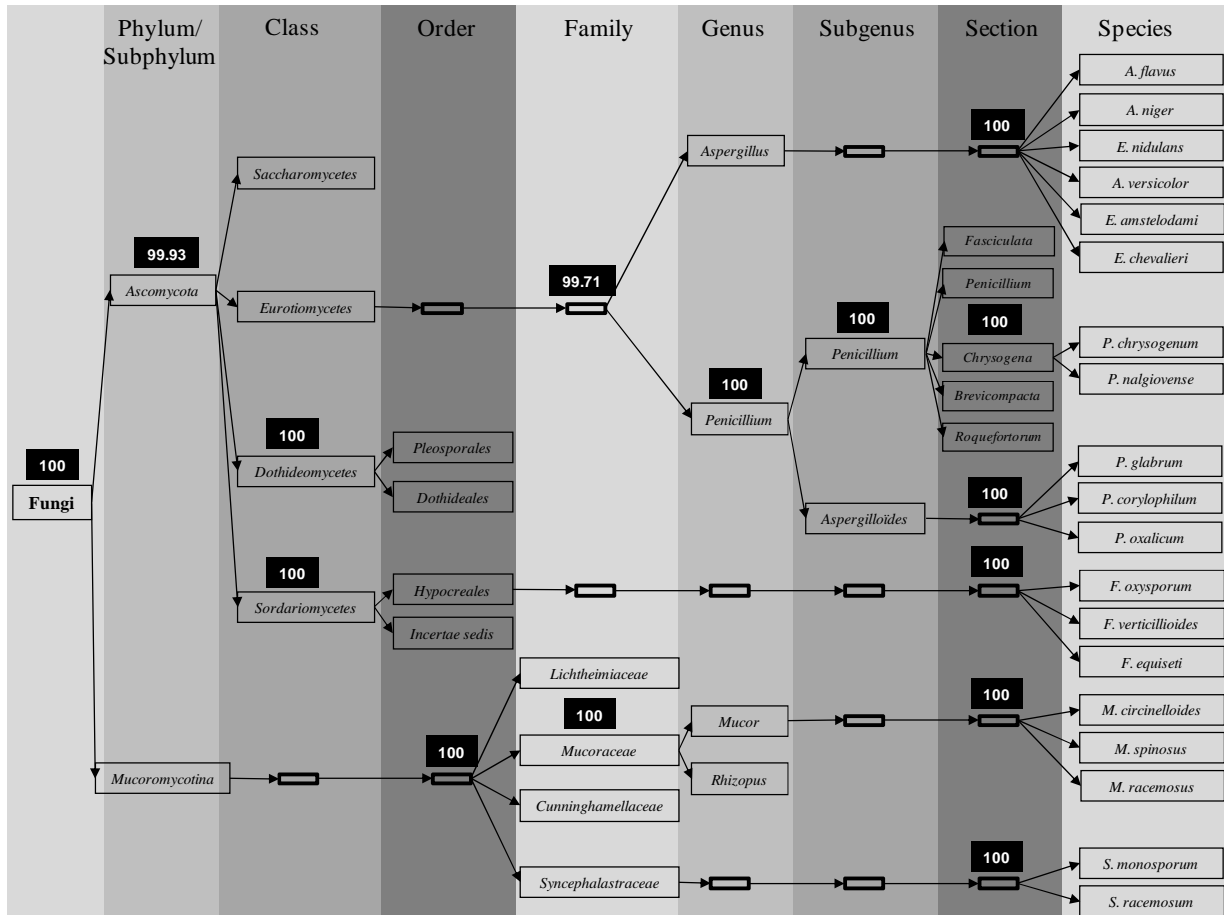 Phylum/
Subphylum
Class
Order
Family
Genus
Subgenus
Section
Species
A. flavus
A. niger
100
Aspergillus
E. nidulans
Saccharomycetes
A. versicolor
E. amstelodami
Fasciculata
99.93
E. chevalieri
99.71
Penicillium
Ascomycota
Eurotiomycetes
100
100
P. chrysogenum
Penicillium
Chrysogena
P. nalgiovense
100
Brevicompacta
Penicillium
Roquefortorum
100
Pleosporales
P. glabrum
100
Dothideomycetes
Fungi
Dothideales
100
P. corylophilum
Aspergilloïdes
P. oxalicum
100
100
Hypocreales
F. oxysporum
Sordariomycetes
F. verticillioides
Incertae sedis
F. equiseti
Lichtheimiaceae
100
100
M. circinelloides
Mucor
100
Mucoraceae
M. spinosus
Mucoromycotina
Rhizopus
M. racemosus
Cunninghamellaceae
100
S. monosporum
Syncephalastraceae
S. racemosum